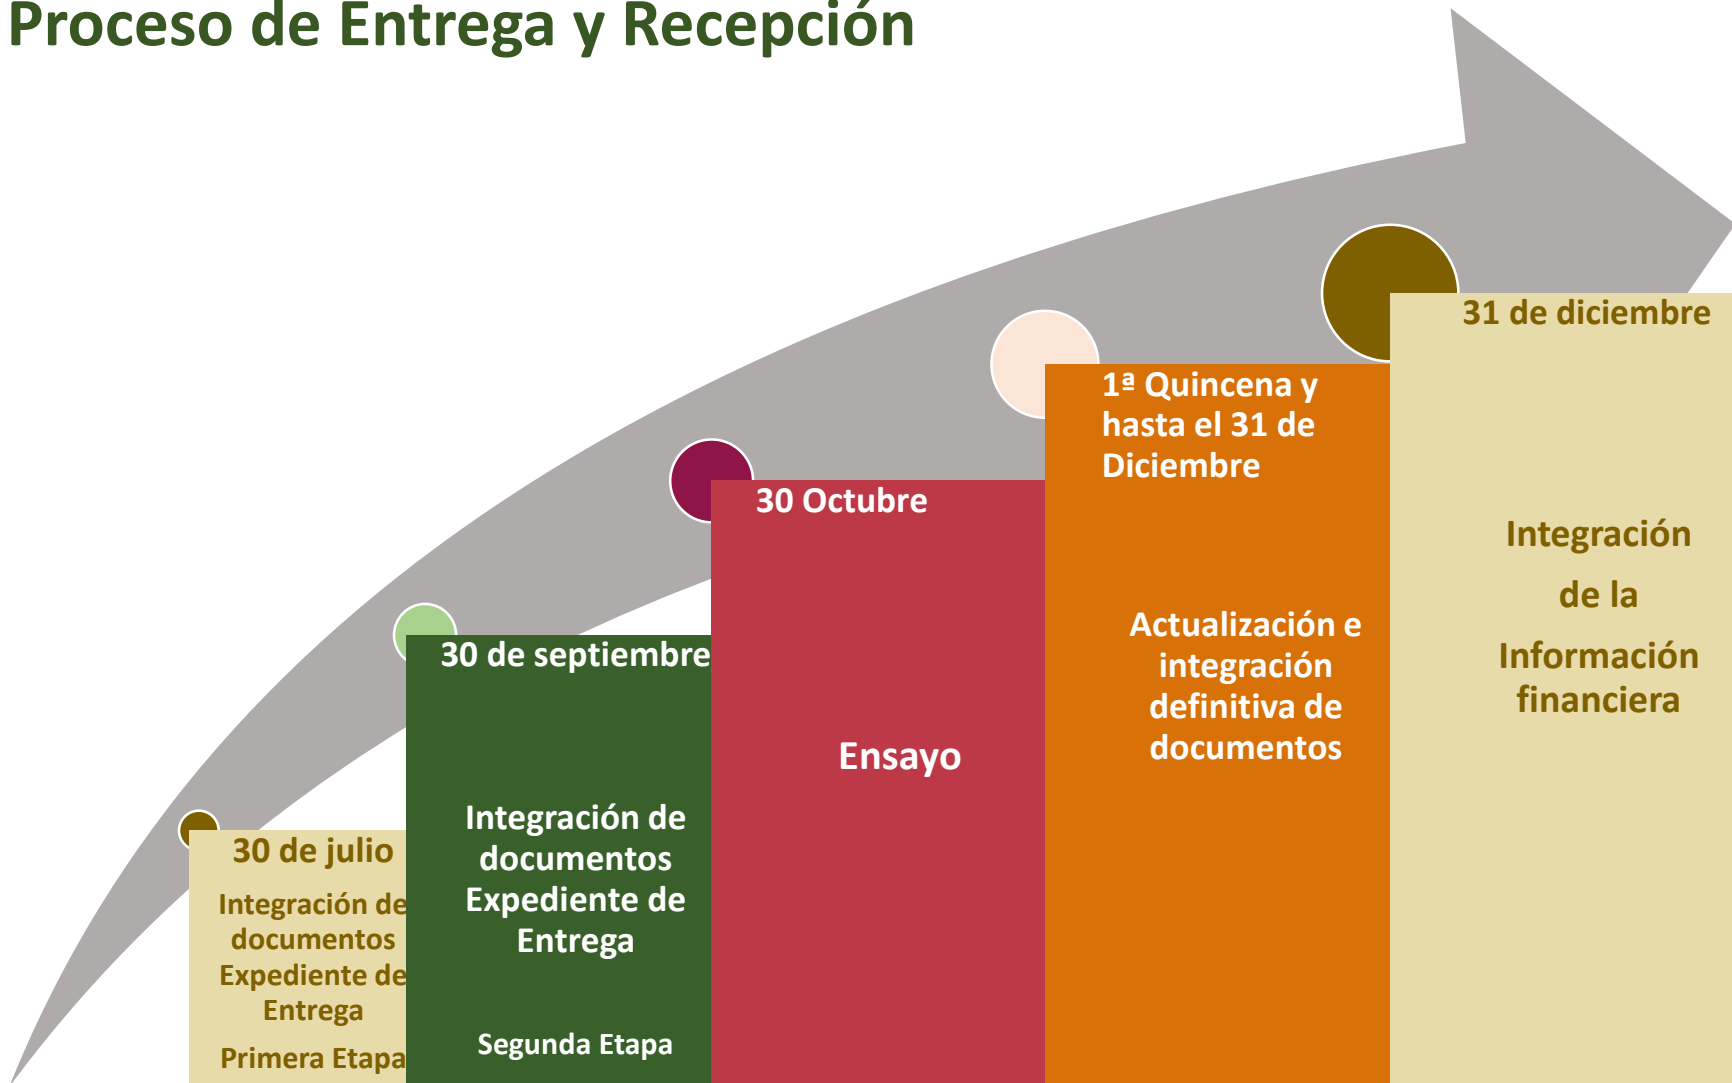 Proceso de Entrega y Recepción
30 de julio
Integración de
documentos
Expediente de
Entrega
Primera Etapa
30 de septiembre
Integración de
documentos
Expediente de
Entrega
Segunda Etapa
30 Octubre
Ensayo
1ª Quincena y
hasta el 31 de
Diciembre
Actualización e
integración
definitiva de
documentos
31 de diciembre
Integración
de la
Información
financiera